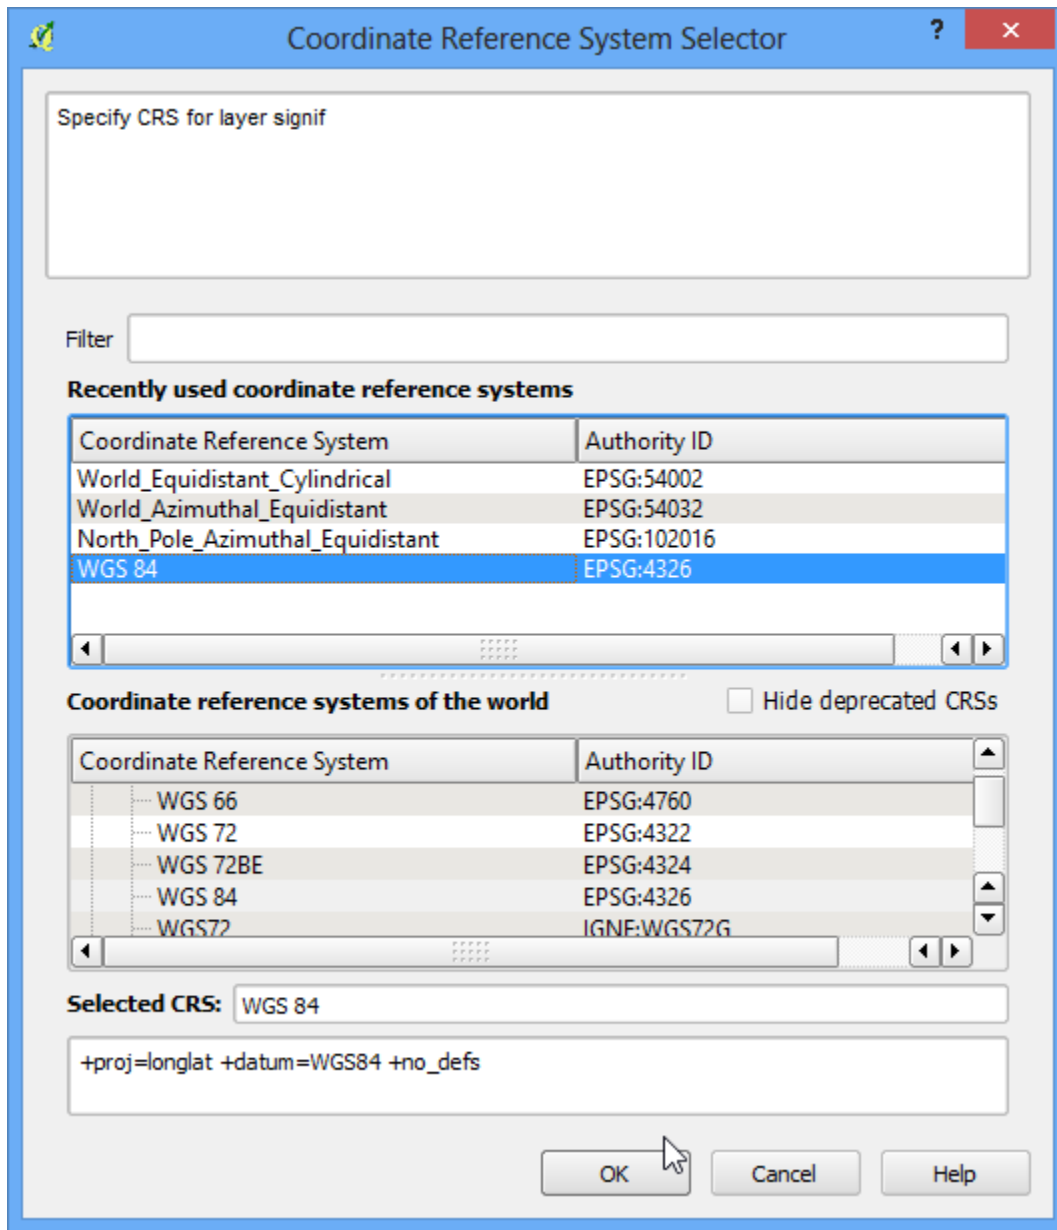 Coordinate Reference System Selector ?
Specify CRS for layer signif
Filter
Recently used coordinate reference systems
Coordinate Reference System Authority ID
World_Equidistant_Cylindrical EPSG:54002
World_Azimuthal_Equidistant EPSG:54032
North_Pole_Azimuthal_Equidistant EPSG:102016
WGS 84 EPSG:4326
Coordinate reference systems of the world Hide deprecated CRSs
Coordinate Reference System Authority ID
WGS 66 EPSG:4760
WGS 72 EPSG:4322
WGS 72BE EPSG:4324
WGS 84 EPSG:4326
WGS72 IGNF:WGS72G
Selected CRS: WGS 84
+proj=longlat +datum=WGS84 +no_defs
OK Cancel Help